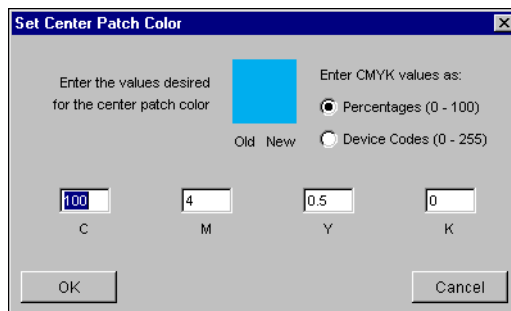 Set Center Patch Color
Enter the values desired
for the center patch color
Old New
Enter CMYK values as:
Percentages (0 - 100)
Device Codes (0 - 255)
100 4 0.5 0
C M Y K
OK Cancel